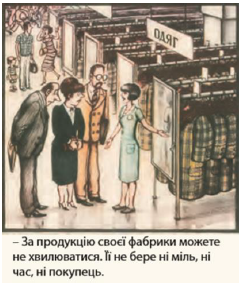 ОДЯГ
– За продукцію своєї фабрики можете
не хвилюватися. Її не бере ні міль, ні
час, ні покупець.